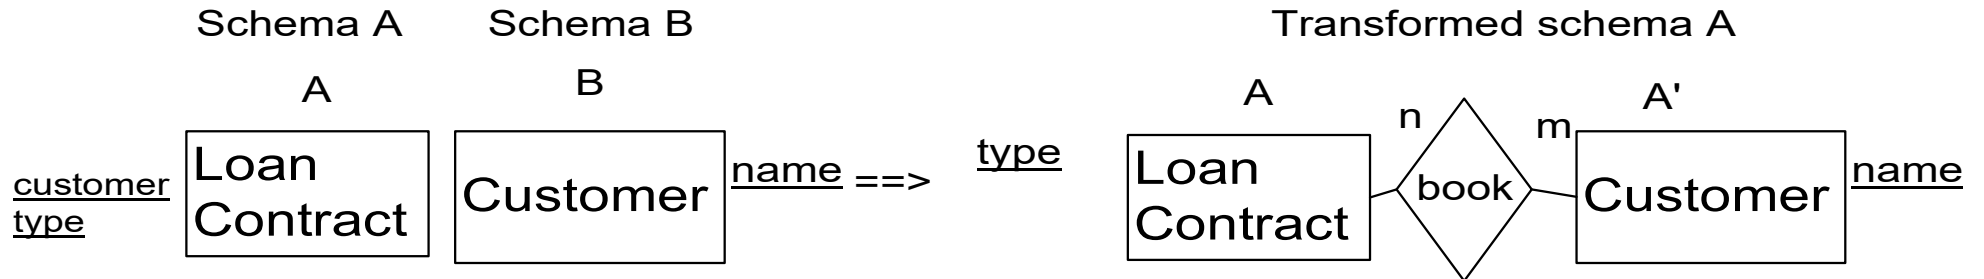 Schema A
Schema B
Transformed schema A
A
B
A
A'
customer
type
Loan
Contract
Customer
name ==>
type
Loan
Contract
n
book
m
Customer
name